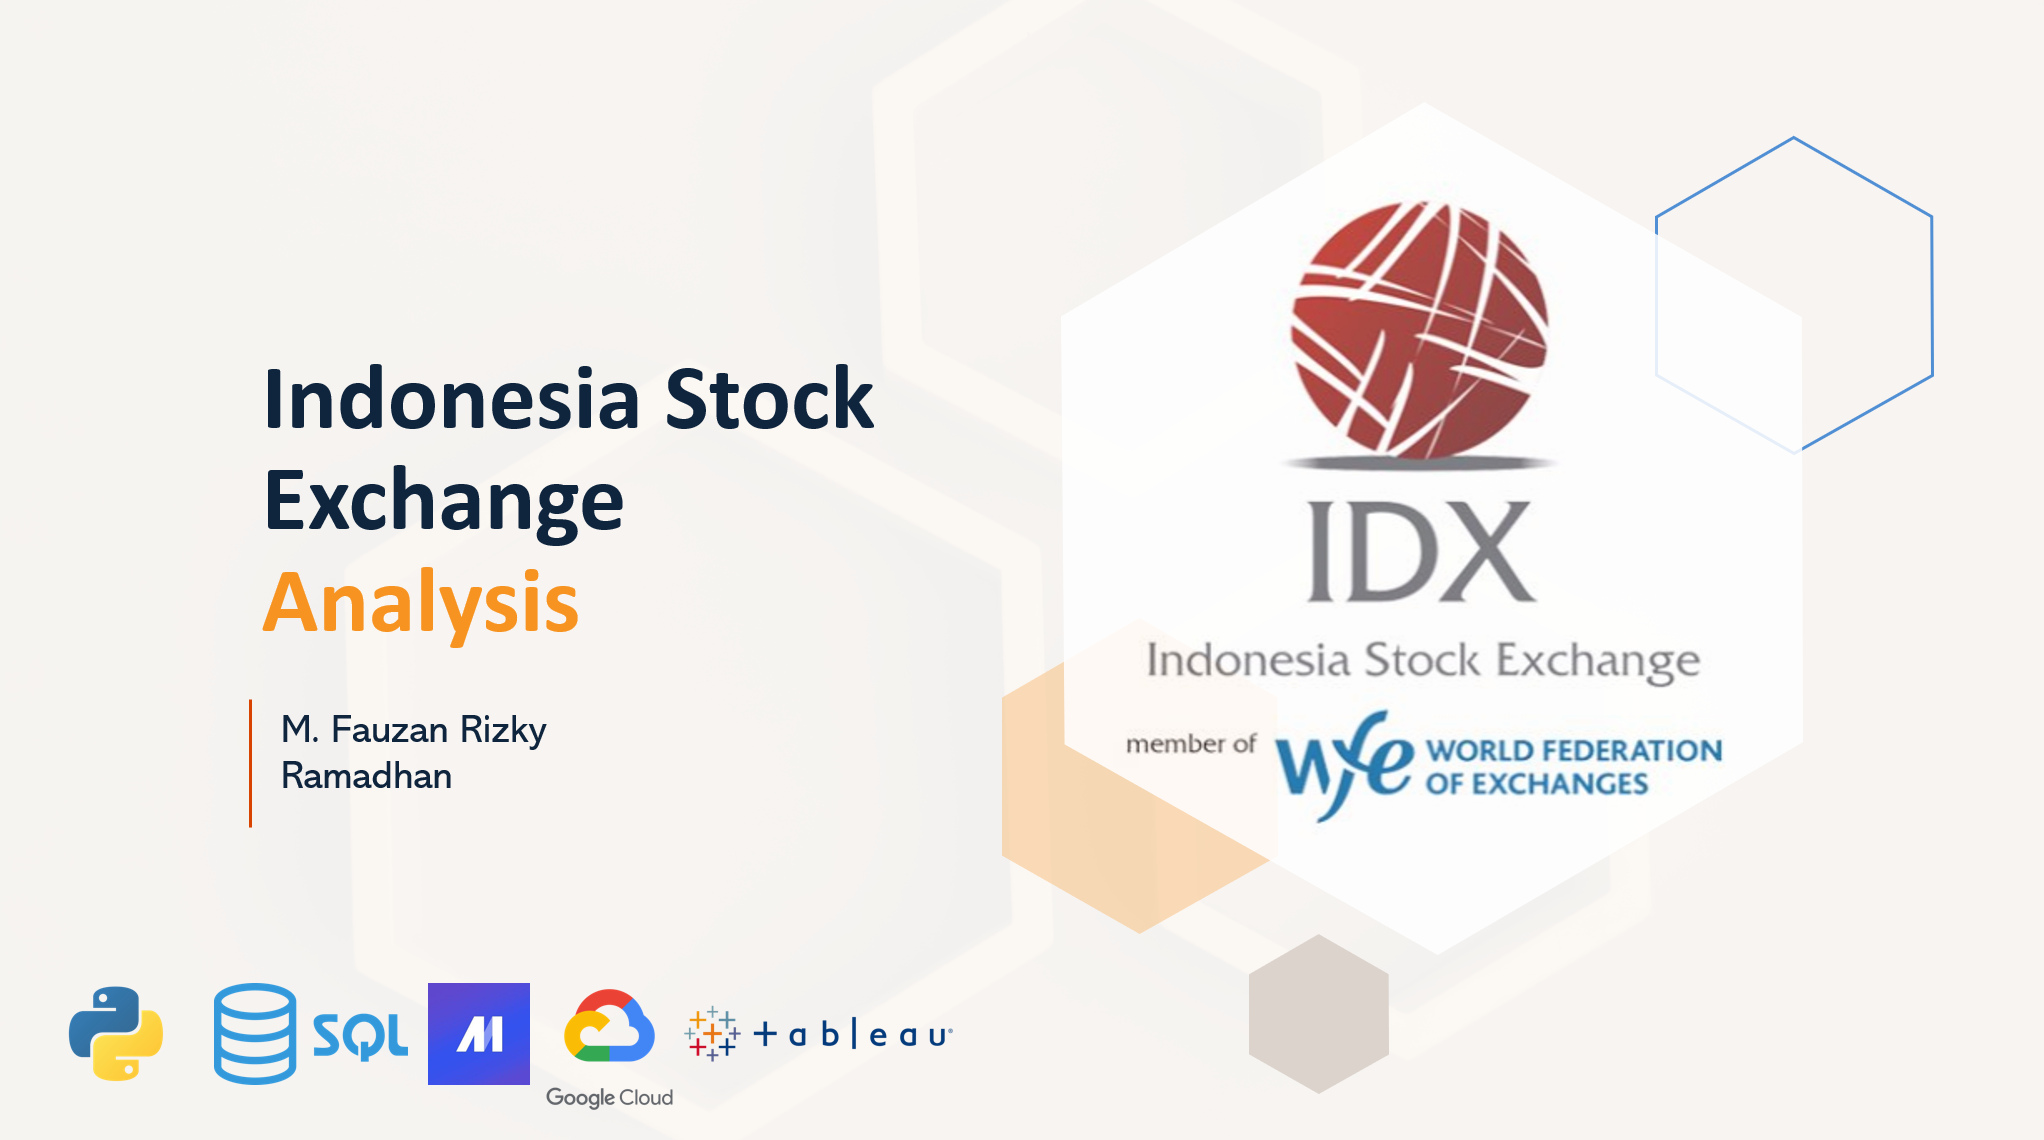 Indonesia Stock
Exchange
Analysis
M. Fauzan Rizky
Ramadhan
IDX
Indonesia Stock Exchange
member of wfe WORLD FEDERATION
OF EXCHANGES
SQL
Google Cloud
+ableau